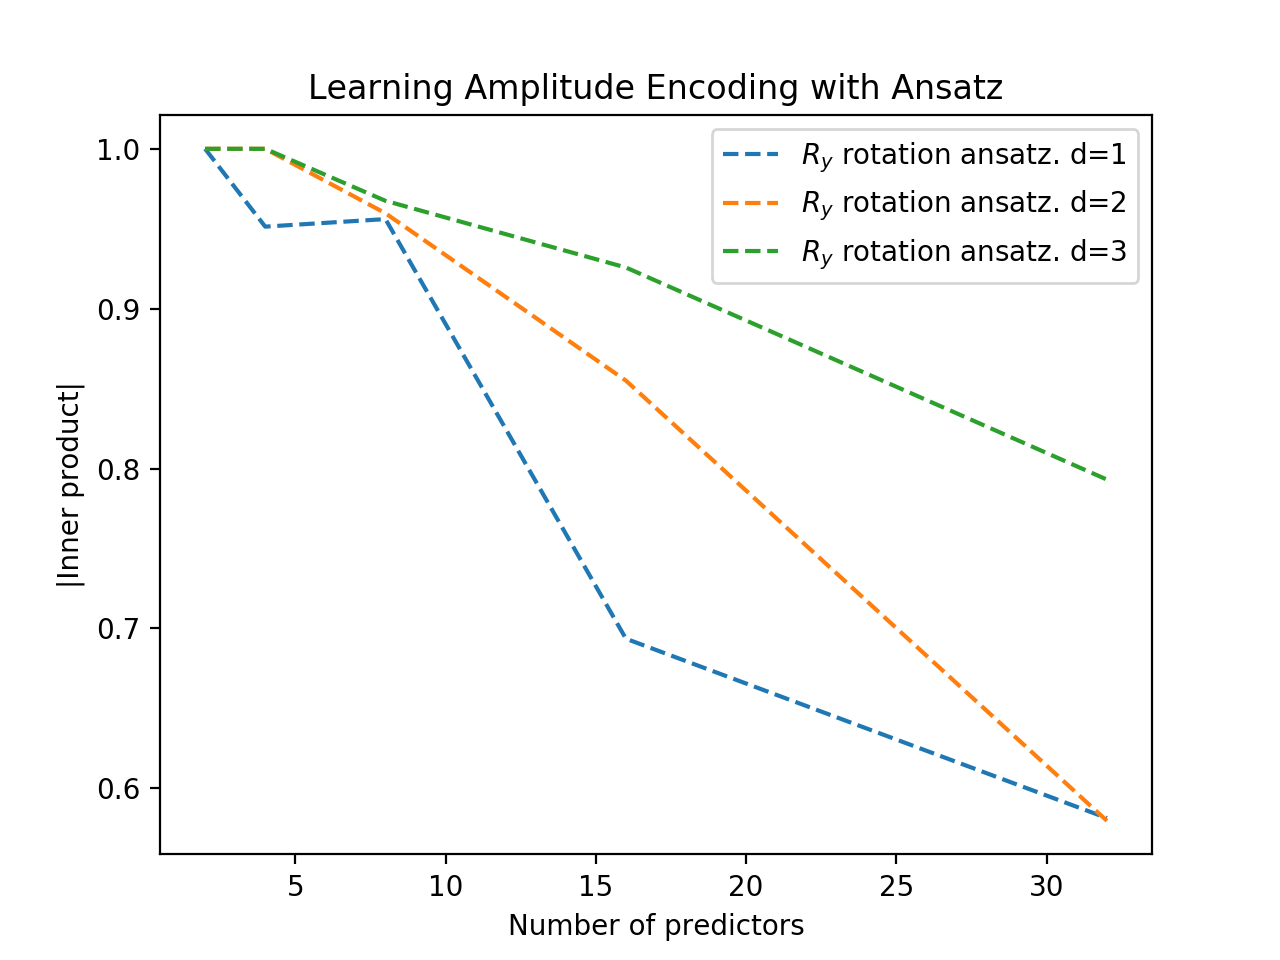 Learning Amplitude Encoding with Ansatz
R_y rotation ansatz. d=1
R_y rotation ansatz. d=2
R_y rotation ansatz. d=3
|Inner product|
1.0
0.9
0.8
0.7
0.6
5 10 15 20 25 30
Number of predictors